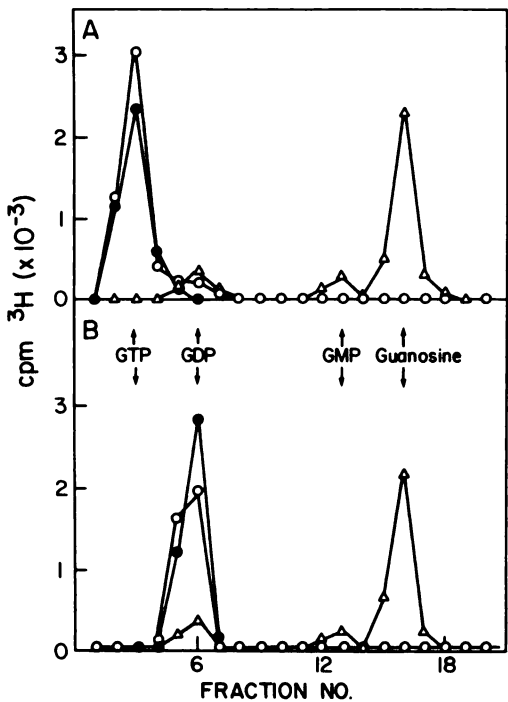 A
3
2
1
0
cpm ³H (x 10⁻³)
B
GTP GDP GMP Guanosine
3
2
1
0
6 12 18
FRACTION NO.